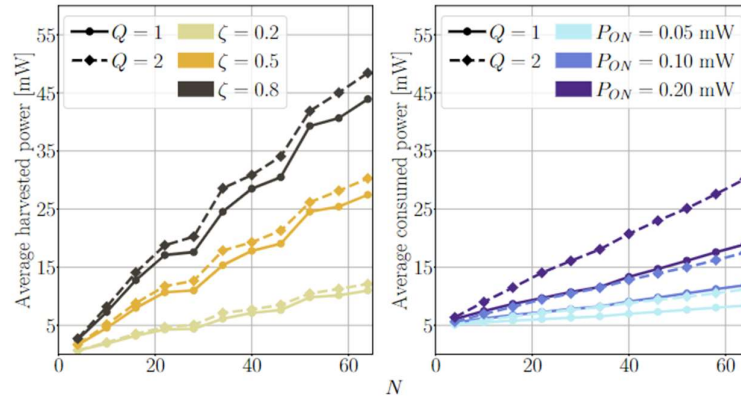 Average harvested power [mW]
55
45
35
25
15
5
Q = 1
Q = 2
ζ = 0.2
ζ = 0.5
ζ = 0.8
0
20
40
60
Average consumed power [mW]
55
45
35
25
15
5
Q = 1
Q = 2
P_ON = 0.05 mW
P_ON = 0.10 mW
P_ON = 0.20 mW
0
20
40
60
N